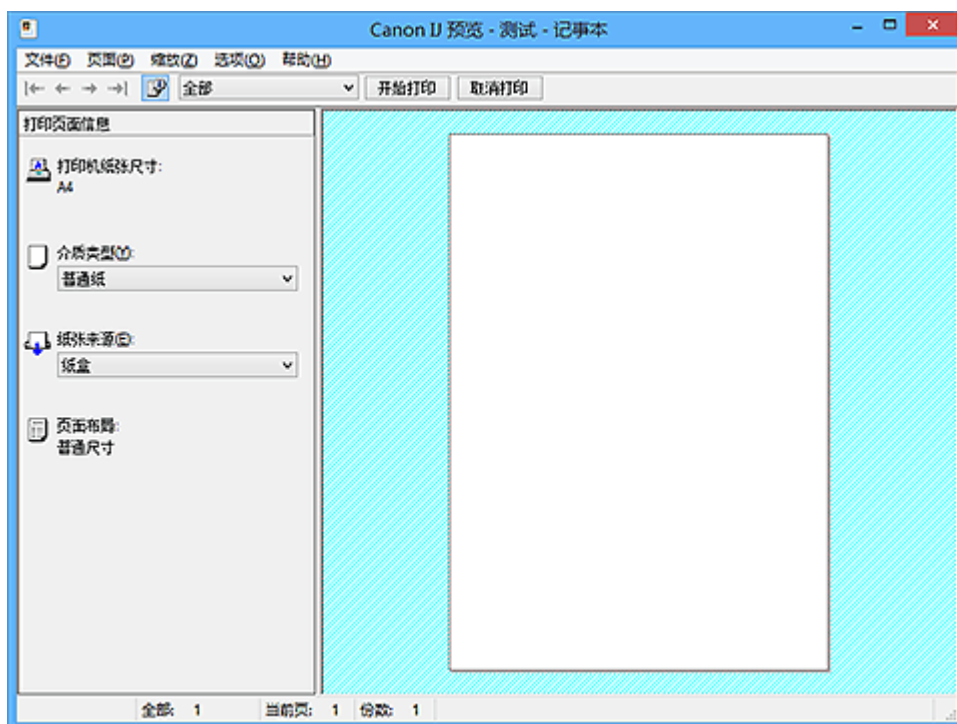 Canon IJ 预览 - 测试 - 记事本
文件(F) 页面(P) 缩放(Z) 选项(O) 帮助(H)
全部 开始打印 取消打印
打印页面信息
打印机纸张尺寸:
A4
介质类型(Y):
普通纸
纸张来源(E):
纸盒
页面布局:
普通尺寸
全部: 1 当前页: 1 份数: 1